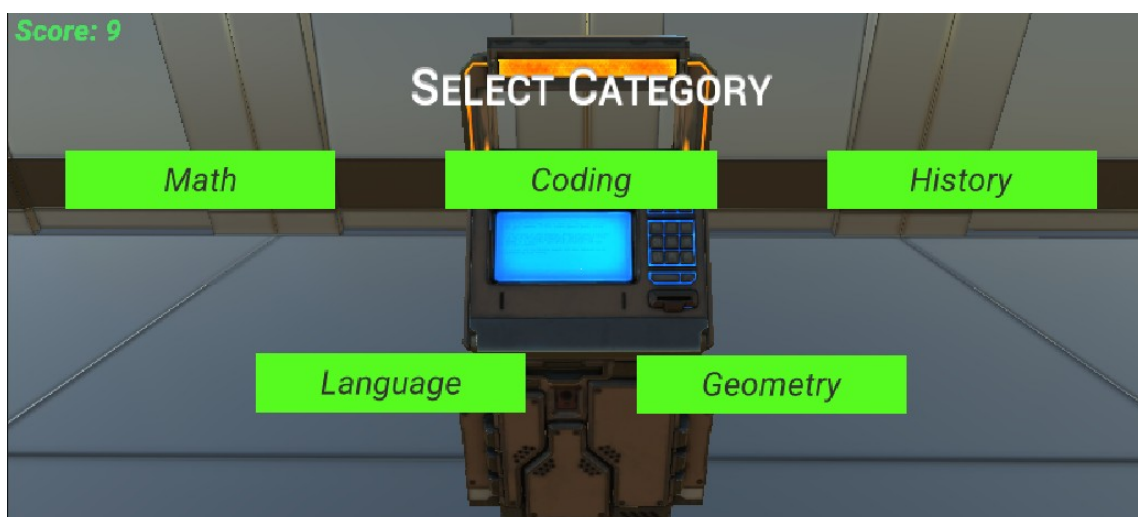 Score: 9
SELECT CATEGORY
Math
Coding
History
Language
Geometry